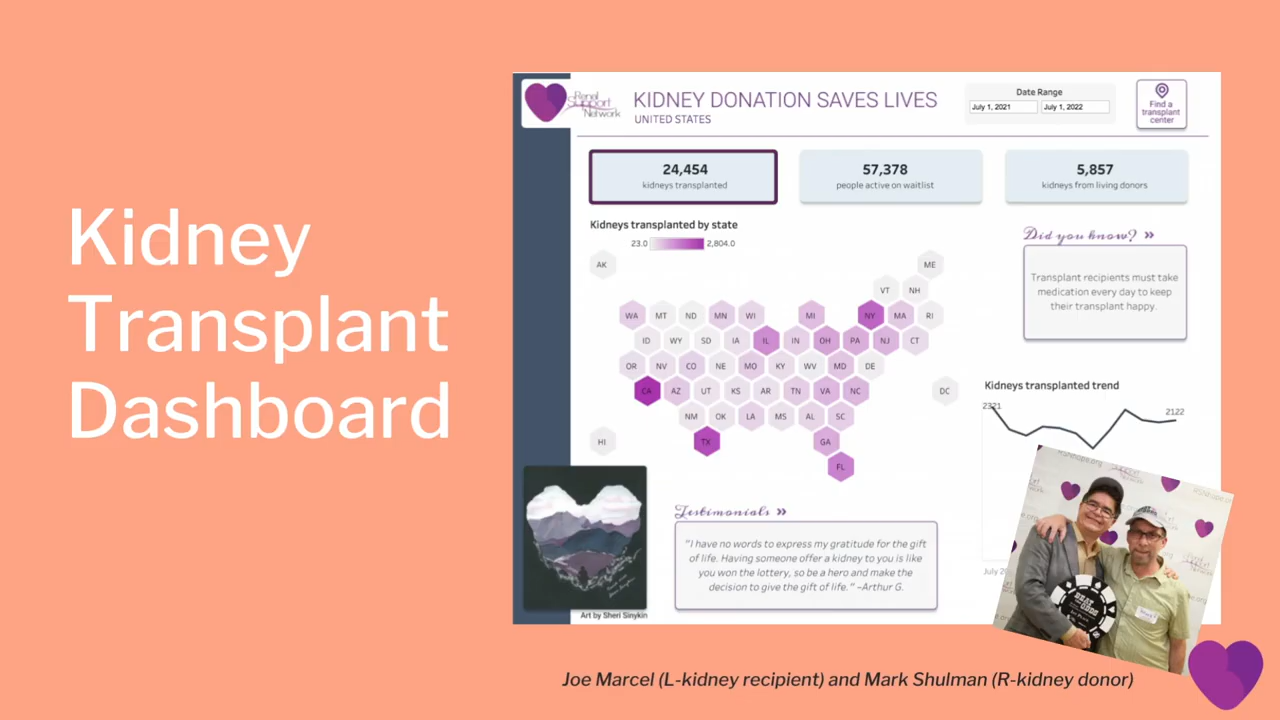 Kidney
Transplant
Dashboard
Renal
Support
Network
KIDNEY DONATION SAVES LIVES
UNITED STATES
Date Range
July 1, 2021 July 1, 2022
Find a
transplant
center
24,454
kidneys transplanted
57,378
people active on waitlist
5,857
kidneys from living donors
Kidneys transplanted by state
23.0 2,804.0
AK ME
VT NH
WA MT ND MN WI MI NY MA RI
ID WY SD IA IL IN OH PA NJ CT
OR NV CO NE MO KY WV MD DE
CA AZ UT KS AR TN VA NC DC
NM OK LA MS AL SC
HI TX GA
FL
Did you know? »
Transplant recipients must take
medication every day to keep
their transplant happy.
Kidneys transplanted trend
2321
2122
Testimonials »
"I have no words to express my gratitude for the gift
of life. Having someone offer a kidney to you is like
you won the lottery, so be a hero and make the
decision to give the gift of life." –Arthur G.
Art by Sheri Sinykin
BEAT
THE
ODDS
Joe Marcel (L-kidney recipient) and Mark Shulman (R-kidney donor)